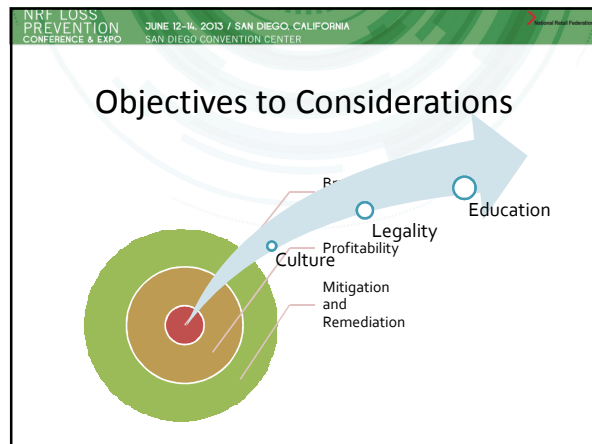 NRF LOSS
PREVENTION
CONFERENCE & EXPO
JUNE 12-14, 2013 / SAN DIEGO, CALIFORNIA
SAN DIEGO CONVENTION CENTER
National Retail Federation
Objectives to Considerations
Education
Legality
Culture
Profitability
Mitigation
and
Remediation